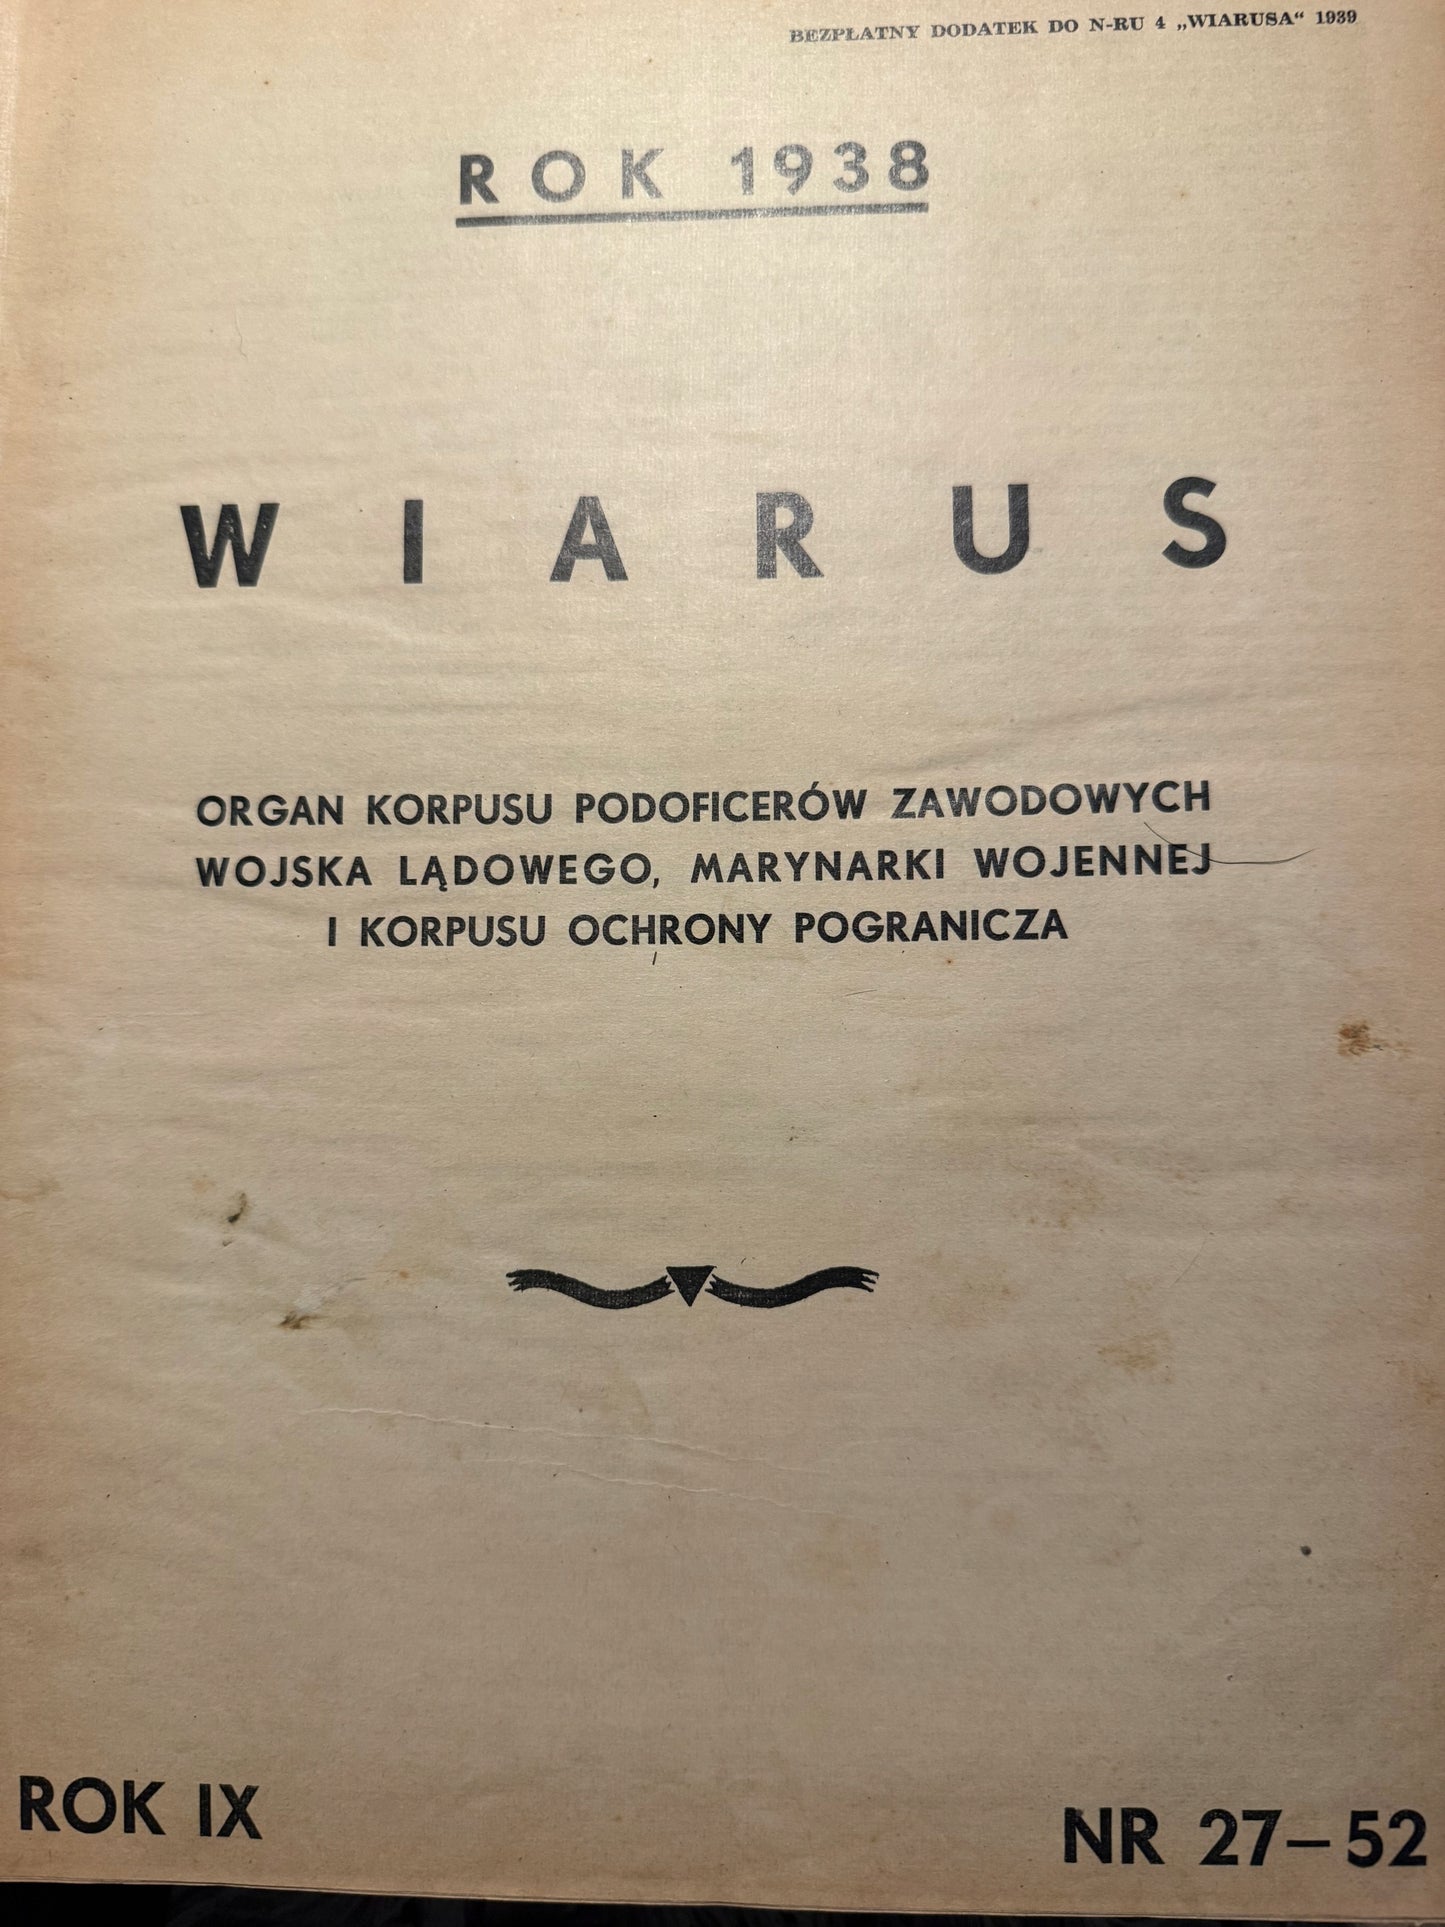 BEZPŁATNY DODATEK DO N-RU 4 „WIARUSA“ 1939
ROK 1938
WIARUS
ORGAN KORPUSU PODOFICERÓW ZAWODOWYCH
WOJSKA LĄDOWEGO, MARYNARKI WOJENNEJ
I KORPUSU OCHRONY POGRANICZA
ROK IX
NR 27–52